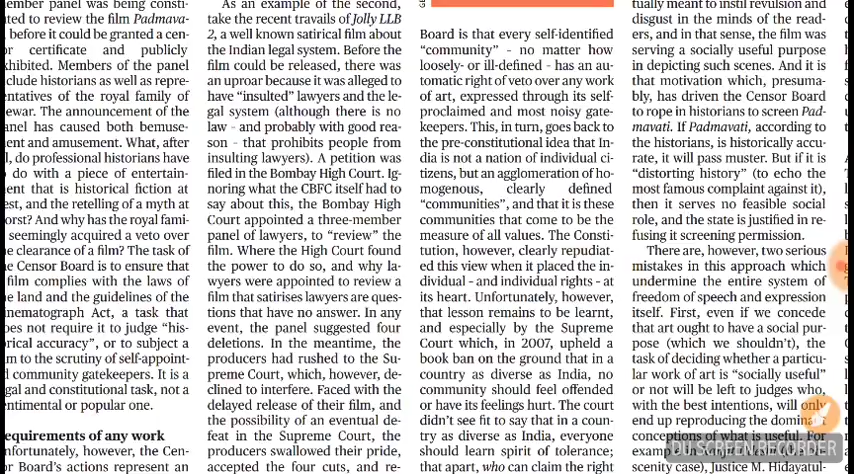 ember panel was being consti-
ted to review the film Padmava-
before it could be granted a cen-
r certificate and publicly
xhibited. Members of the panel
clude historians as well as repre-
entatives of the royal family of
ewar. The announcement of the
anel has caused both bemuse-
ent and amusement. What, after
l, do professional historians have
do with a piece of entertain-
ent that is historical fiction at
est, and the retelling of a myth at
orst? And why has the royal fami-
seemingly acquired a veto over
e clearance of a film? The task of
e Censor Board is to ensure that
film complies with the laws of
e land and the guidelines of the
nematograph Act, a task that
oes not require it to judge “his-
rical accuracy”, or to subject a
m to the scrutiny of self-appoint-
d community gatekeepers. It is a
gal and constitutional task, not a
entimental or popular one.
equirements of any work
nfortunately, however, the Cen-
r Board’s actions represent an
As an example of the second,
take the recent travails of Jolly LLB
2, a well known satirical film about
the Indian legal system. Before the
film could be released, there was
an uproar because it was alleged to
have “insulted” lawyers and the le-
gal system (although there is no
law - and probably with good rea-
son - that prohibits people from
insulting lawyers). A petition was
filed in the Bombay High Court. Ig-
noring what the CBFC itself had to
say about this, the Bombay High
Court appointed a three-member
panel of lawyers, to “review” the
film. Where the High Court found
the power to do so, and why la-
wyers were appointed to review a
film that satirises lawyers are ques-
tions that have no answer. In any
event, the panel suggested four
deletions. In the meantime, the
producers had rushed to the Su-
preme Court, which, however, de-
clined to interfere. Faced with the
delayed release of their film, and
the possibility of an eventual de-
feat in the Supreme Court, the
producers swallowed their pride,
accepted the four cuts, and re-
Board is that every self-identified
“community” - no matter how
loosely- or ill-defined - has an au-
tomatic right of veto over any work
of art, expressed through its self-
proclaimed and most noisy gate-
keepers. This, in turn, goes back to
the pre-constitutional idea that In-
dia is not a nation of individual ci-
tizens, but an agglomeration of ho-
mogenous, clearly defined
“communities”, and that it is these
communities that come to be the
measure of all values. The Consti-
tution, however, clearly repudiat-
ed this view when it placed the in-
dividual - and individual rights - at
its heart. Unfortunately, however,
that lesson remains to be learnt,
and especially by the Supreme
Court which, in 2007, upheld a
book ban on the ground that in a
country as diverse as India, no
community should feel offended
or have its feelings hurt. The court
didn’t see fit to say that in a coun-
try as diverse as India, everyone
should learn spirit of tolerance;
that apart, who can claim the right
tually meant to instil revulsion and
disgust in the minds of the read-
ers, and in that sense, the film was
serving a socially useful purpose
in depicting such scenes. And it is
that motivation which, presuma-
bly, has driven the Censor Board
to rope in historians to screen Pad-
mavati. If Padmavati, according to
the historians, is historically accu-
rate, it will pass muster. But if it is
“distorting history” (to echo the
most famous complaint against it),
then it serves no feasible social
role, and the state is justified in re-
fusing it screening permission.
There are, however, two serious
mistakes in this approach which
undermine the entire system of
freedom of speech and expression
itself. First, even if we concede
that art ought to have a social pur-
pose (which we shouldn’t), the
task of deciding whether a particu-
lar work of art is “socially useful”
or not will be left to judges who,
with the best intentions, will only
end up reproducing the dominant
conceptions of what is useful. For
scenity case), Justice M. Hidayatul
DU SCREEN RECORDER